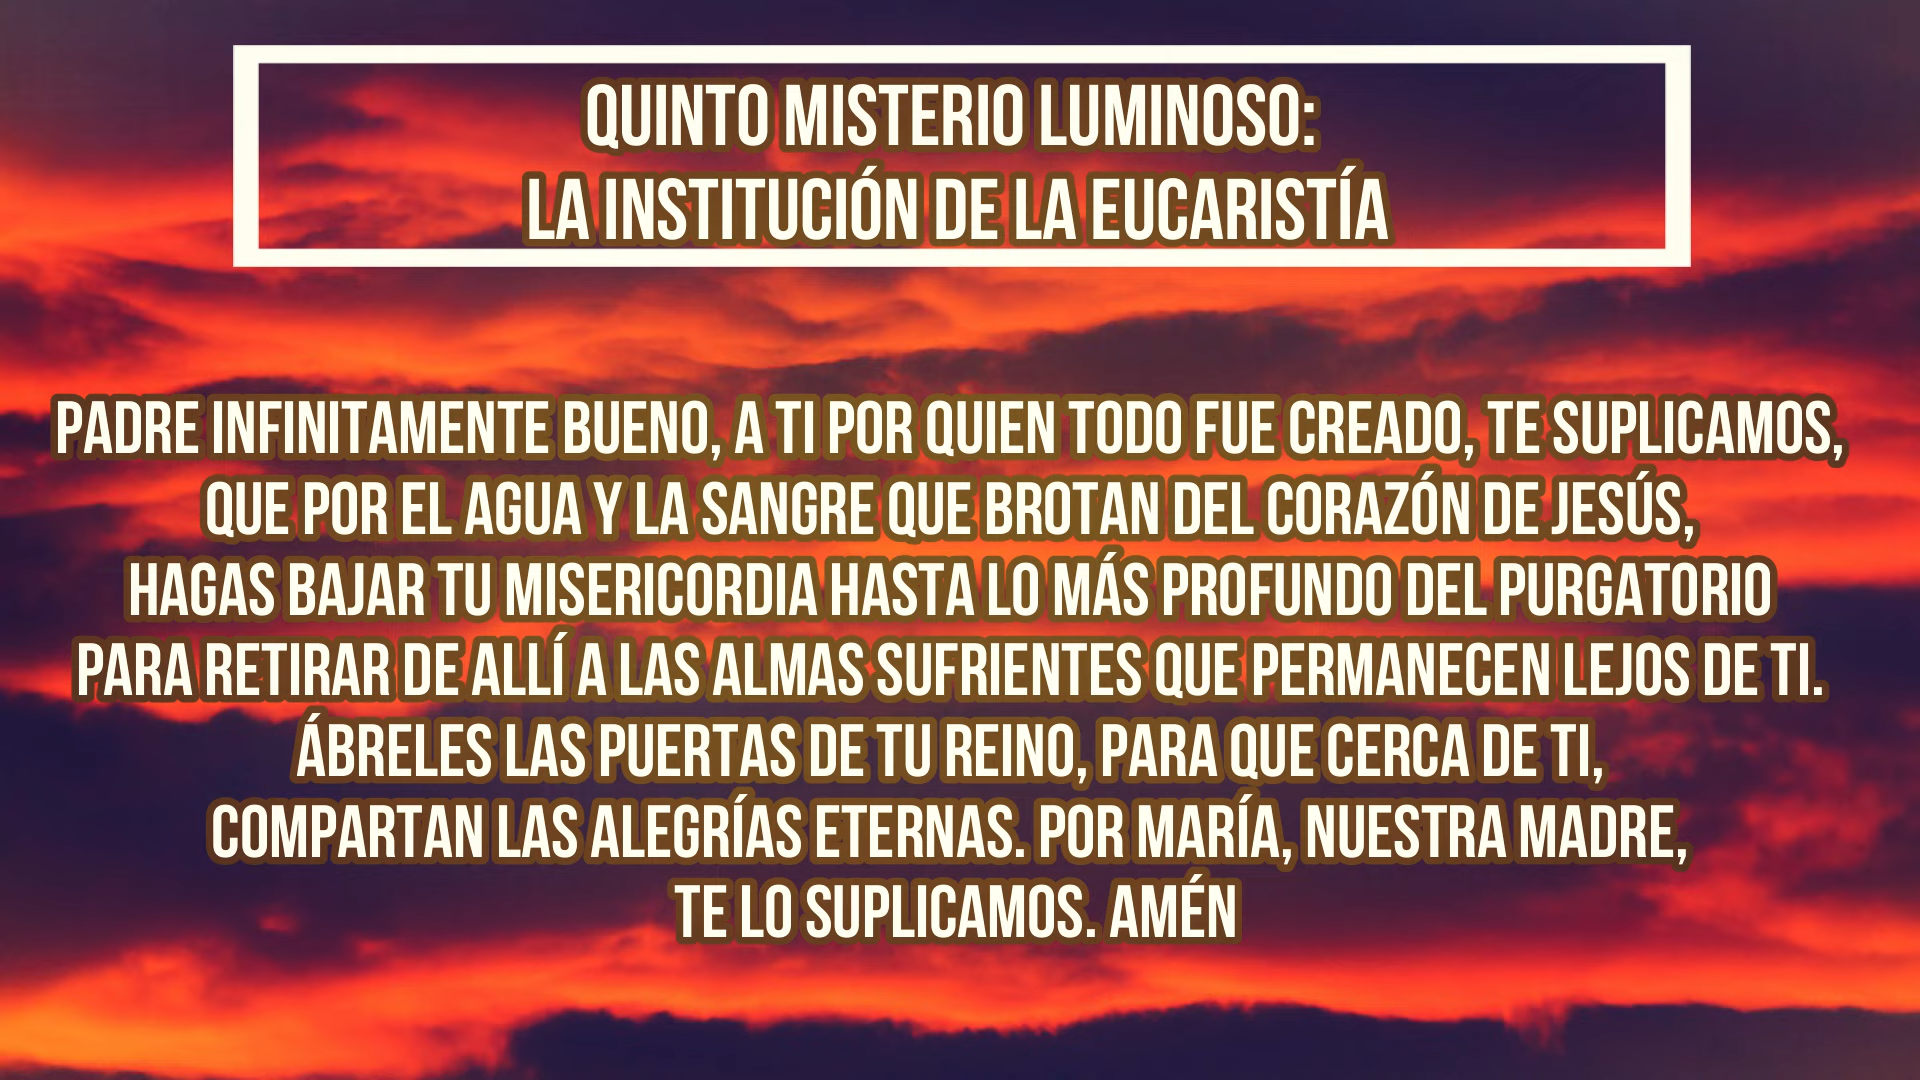 QUINTO MISTERIO LUMINOSO:
LA INSTITUCIÓN DE LA EUCARISTÍA
PADRE INFINITAMENTE BUENO, A TI POR QUIEN TODO FUE CREADO, TE SUPLICAMOS,
QUE POR EL AGUA Y LA SANGRE QUE BROTAN DEL CORAZÓN DE JESÚS,
HAGAS BAJAR TU MISERICORDIA HASTA LO MÁS PROFUNDO DEL PURGATORIO
PARA RETIRAR DE ALLÍ A LAS ALMAS SUFRIENTES QUE PERMANECEN LEJOS DE TI.
ÁBRELES LAS PUERTAS DE TU REINO, PARA QUE CERCA DE TI,
COMPARTAN LAS ALEGRÍAS ETERNAS. POR MARÍA, NUESTRA MADRE,
TE LO SUPLICAMOS. AMÉN